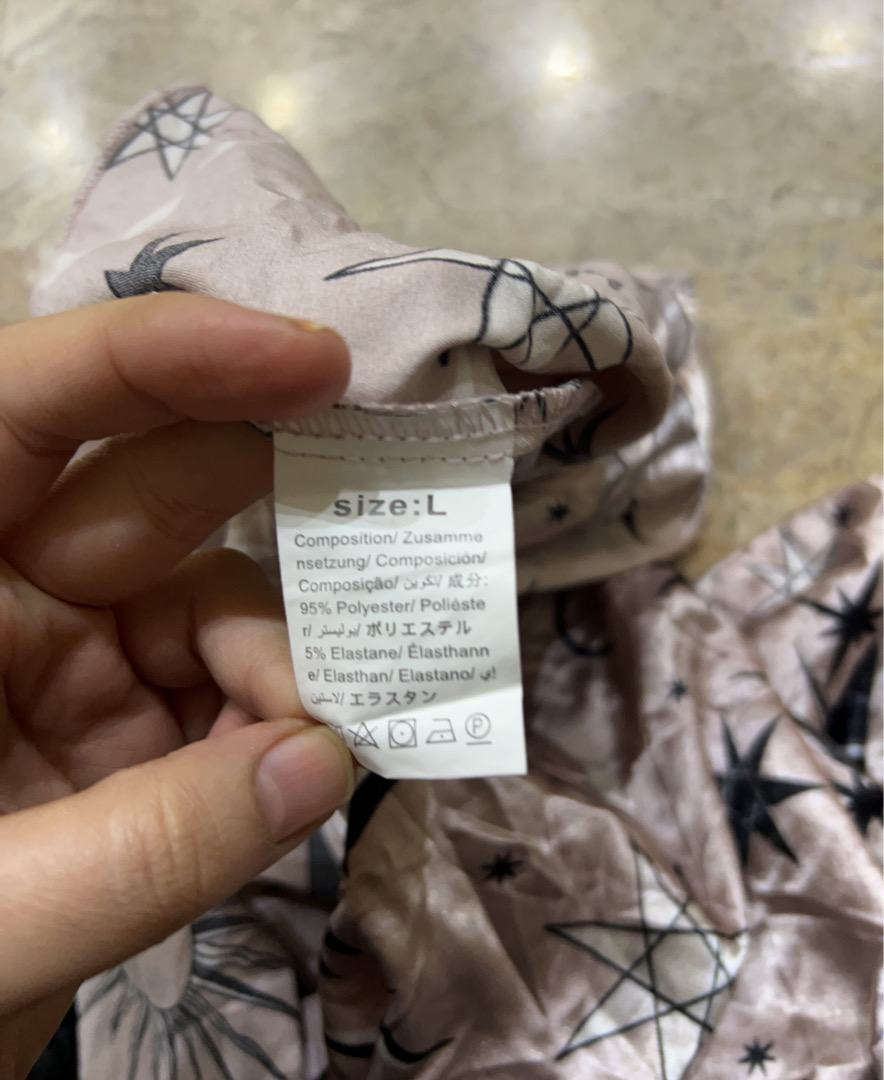 size:L
Composition/ Zusamme
nsetzung/ Composición/
Composição/ تكوين/ 成分:
95% Polyester/ Poliéste
r/ بوليستر/ ポリエステル
5% Elastane/ Élasthann
e/ Elasthan/ Elastano/ إي
لاستين/ エラスタン
P